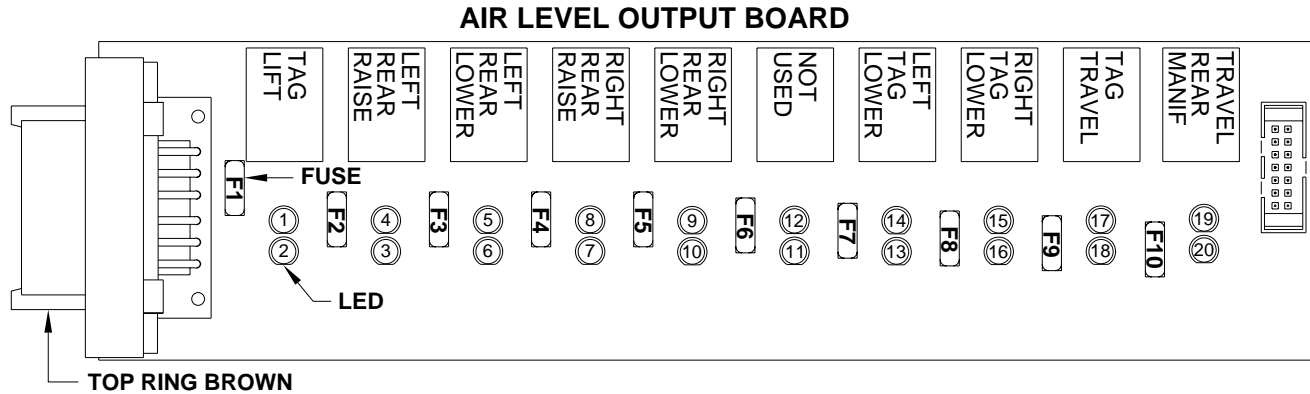 AIR LEVEL OUTPUT BOARD
TAG
LIFT
LEFT
REAR
RAISE
LEFT
REAR
LOWER
RIGHT
REAR
RAISE
RIGHT
REAR
LOWER
NOT
USED
LEFT
TAG
LOWER
RIGHT
TAG
LOWER
TAG
TRAVEL
TRAVEL
REAR
MANIF
F1
FUSE
F2
F3
F4
F5
F6
F7
F8
F9
F10
1 4 5 8 9 12 14 15 17 19
2 3 6 7 10 11 13 16 18 20
LED
TOP RING BROWN